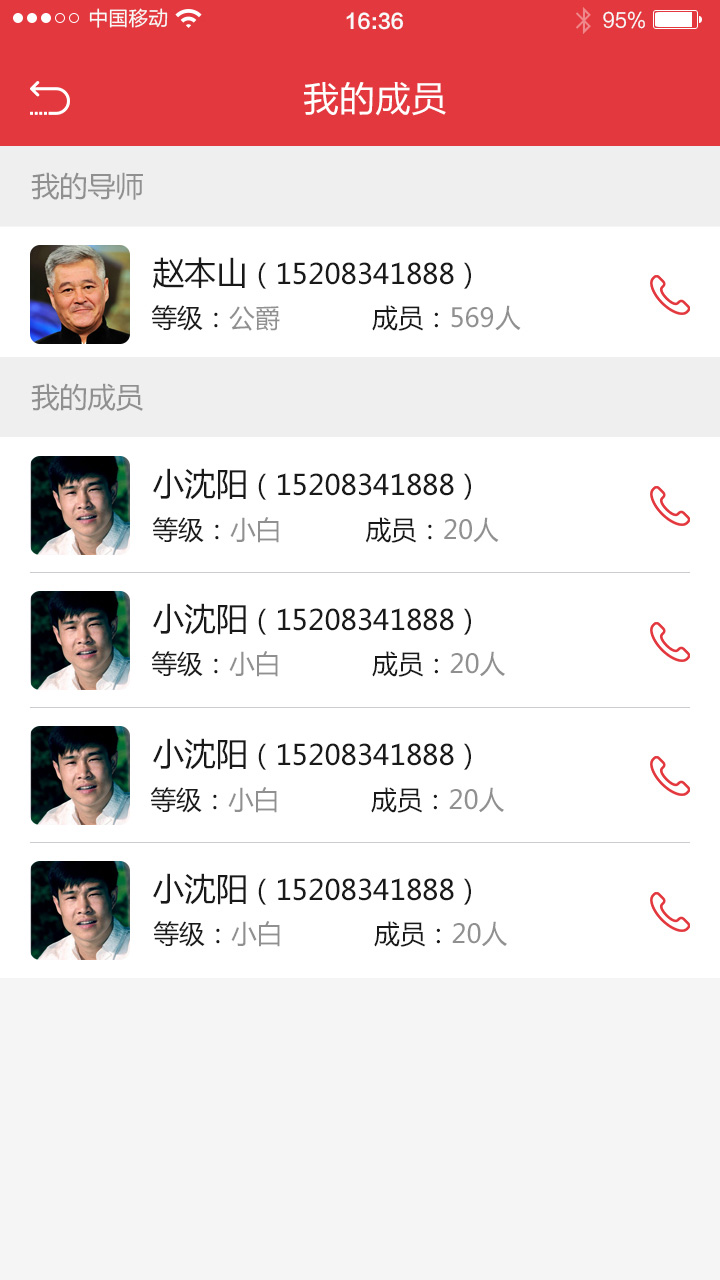 中国移动 16:36 95%
我的成员
我的导师
赵本山（15208341888）
等级：公爵 成员：569人
我的成员
小沈阳（15208341888）
等级：小白 成员：20人
小沈阳（15208341888）
等级：小白 成员：20人
小沈阳（15208341888）
等级：小白 成员：20人
小沈阳（15208341888）
等级：小白 成员：20人